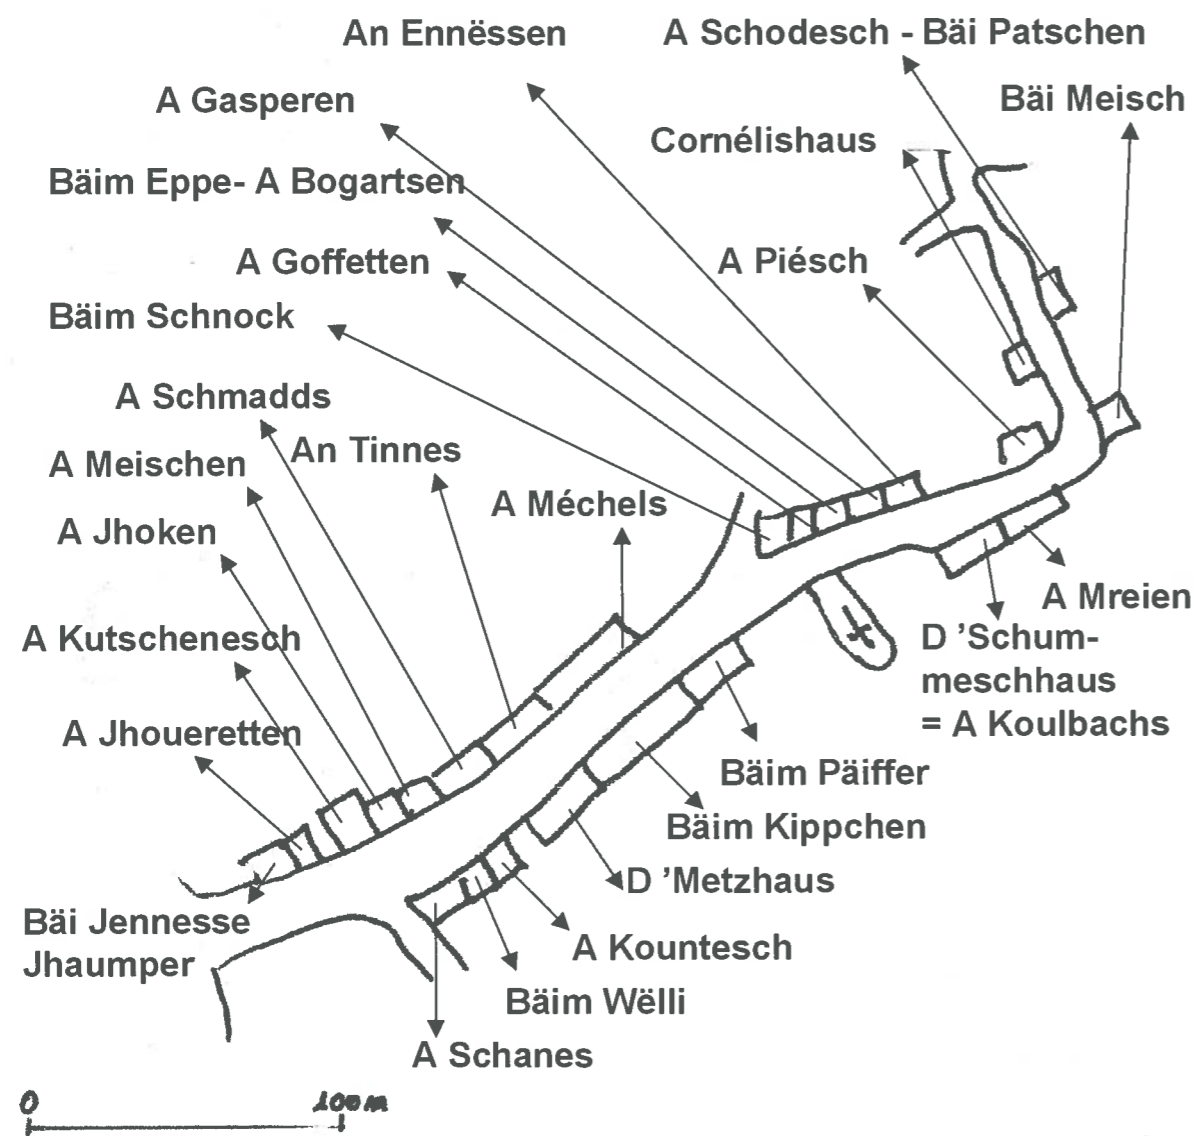 An Ennëssen
A Schodesch - Bäi Patschen
A Gasperen
Bäi Meisch
Cornélishaus
Bäim Eppe- A Bogartsen
A Goffetten
A Piésch
Bäim Schnock
A Schmadds
An Tinnes
A Meischen
A Méchels
A Jhoken
A Mreien
A Kutschenesch
D ’Schum-
meschhaus
= A Koulbachs
A Jhoueretten
Bäim Päiffer
Bäim Kippchen
D ’Metzhaus
Bäi Jennesse
Jhaumper
A Kountesch
Bäim Wëlli
A Schanes
0 100m